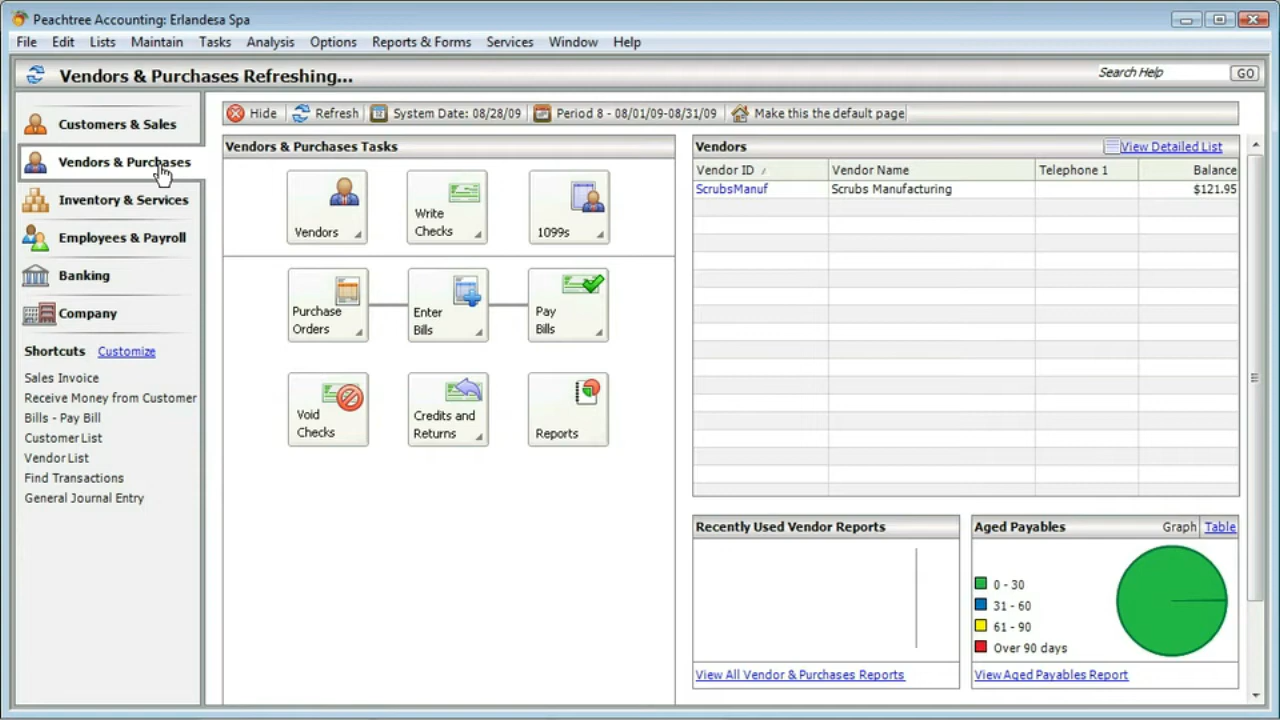 Peachtree Accounting: Erlandesa Spa
File Edit Lists Maintain Tasks Analysis Options Reports & Forms Services Window Help
Vendors & Purchases Refreshing...
Search Help
GO
Customers & Sales
Vendors & Purchases
Inventory & Services
Employees & Payroll
Banking
Company
Shortcuts Customize
Sales Invoice
Receive Money from Customer
Bills - Pay Bill
Customer List
Vendor List
Find Transactions
General Journal Entry
Hide Refresh System Date: 08/28/09 Period 8 - 08/01/09-08/31/09 Make this the default page
Vendors & Purchases Tasks
Vendors
Write
Checks
1099s
Purchase
Orders
Enter
Bills
Pay
Bills
Void
Checks
Credits and
Returns
Reports
Vendors View Detailed List
Vendor ID Vendor Name Telephone 1 Balance
ScrubsManuf Scrubs Manufacturing $121.95
Recently Used Vendor Reports
View All Vendor & Purchases Reports
Aged Payables Graph Table
0 - 30
31 - 60
61 - 90
Over 90 days
View Aged Payables Report